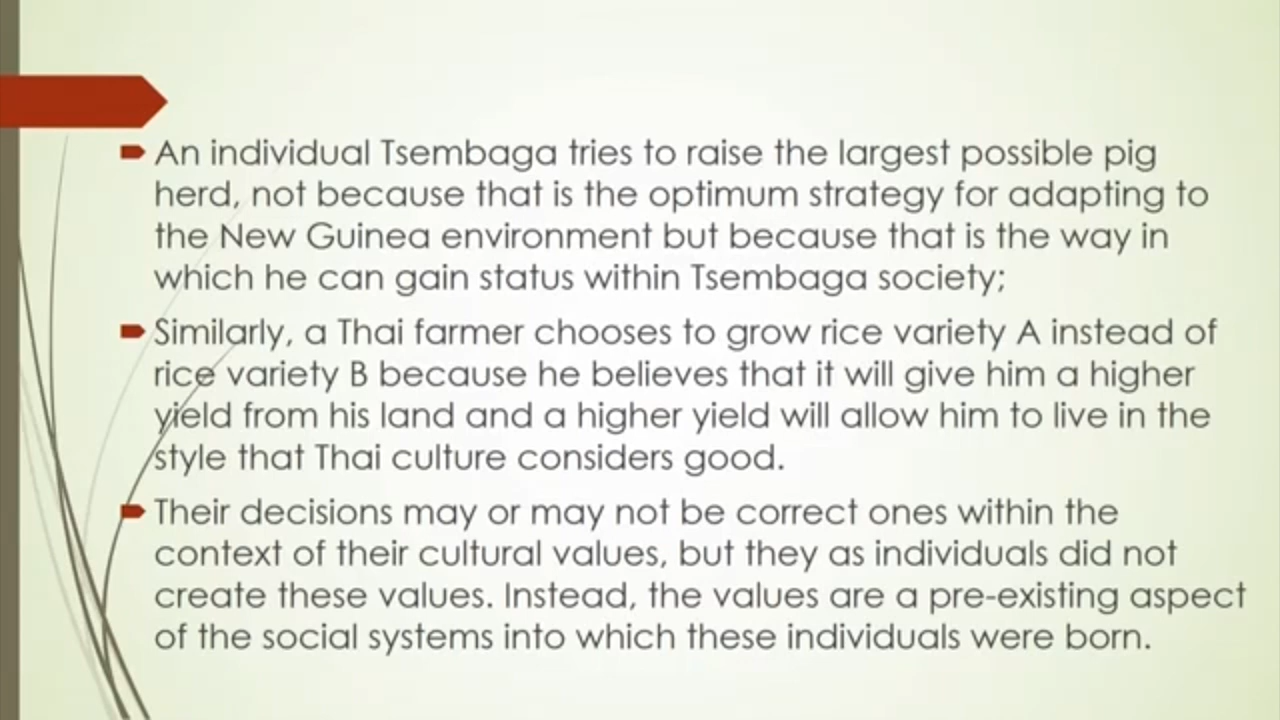 An individual Tsembaga tries to raise the largest possible pig
herd, not because that is the optimum strategy for adapting to
the New Guinea environment but because that is the way in
which he can gain status within Tsembaga society;
Similarly, a Thai farmer chooses to grow rice variety A instead of
rice variety B because he believes that it will give him a higher
yield from his land and a higher yield will allow him to live in the
style that Thai culture considers good.
Their decisions may or may not be correct ones within the
context of their cultural values, but they as individuals did not
create these values. Instead, the values are a pre-existing aspect
of the social systems into which these individuals were born.